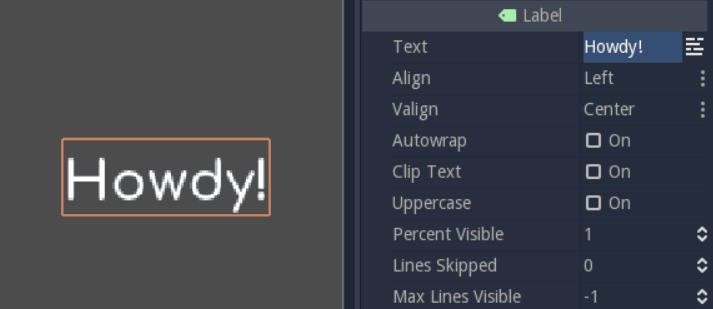 Howdy!
Label
Text Howdy!
Align Left
Valign Center
Autowrap On
Clip Text On
Uppercase On
Percent Visible 1
Lines Skipped 0
Max Lines Visible -1